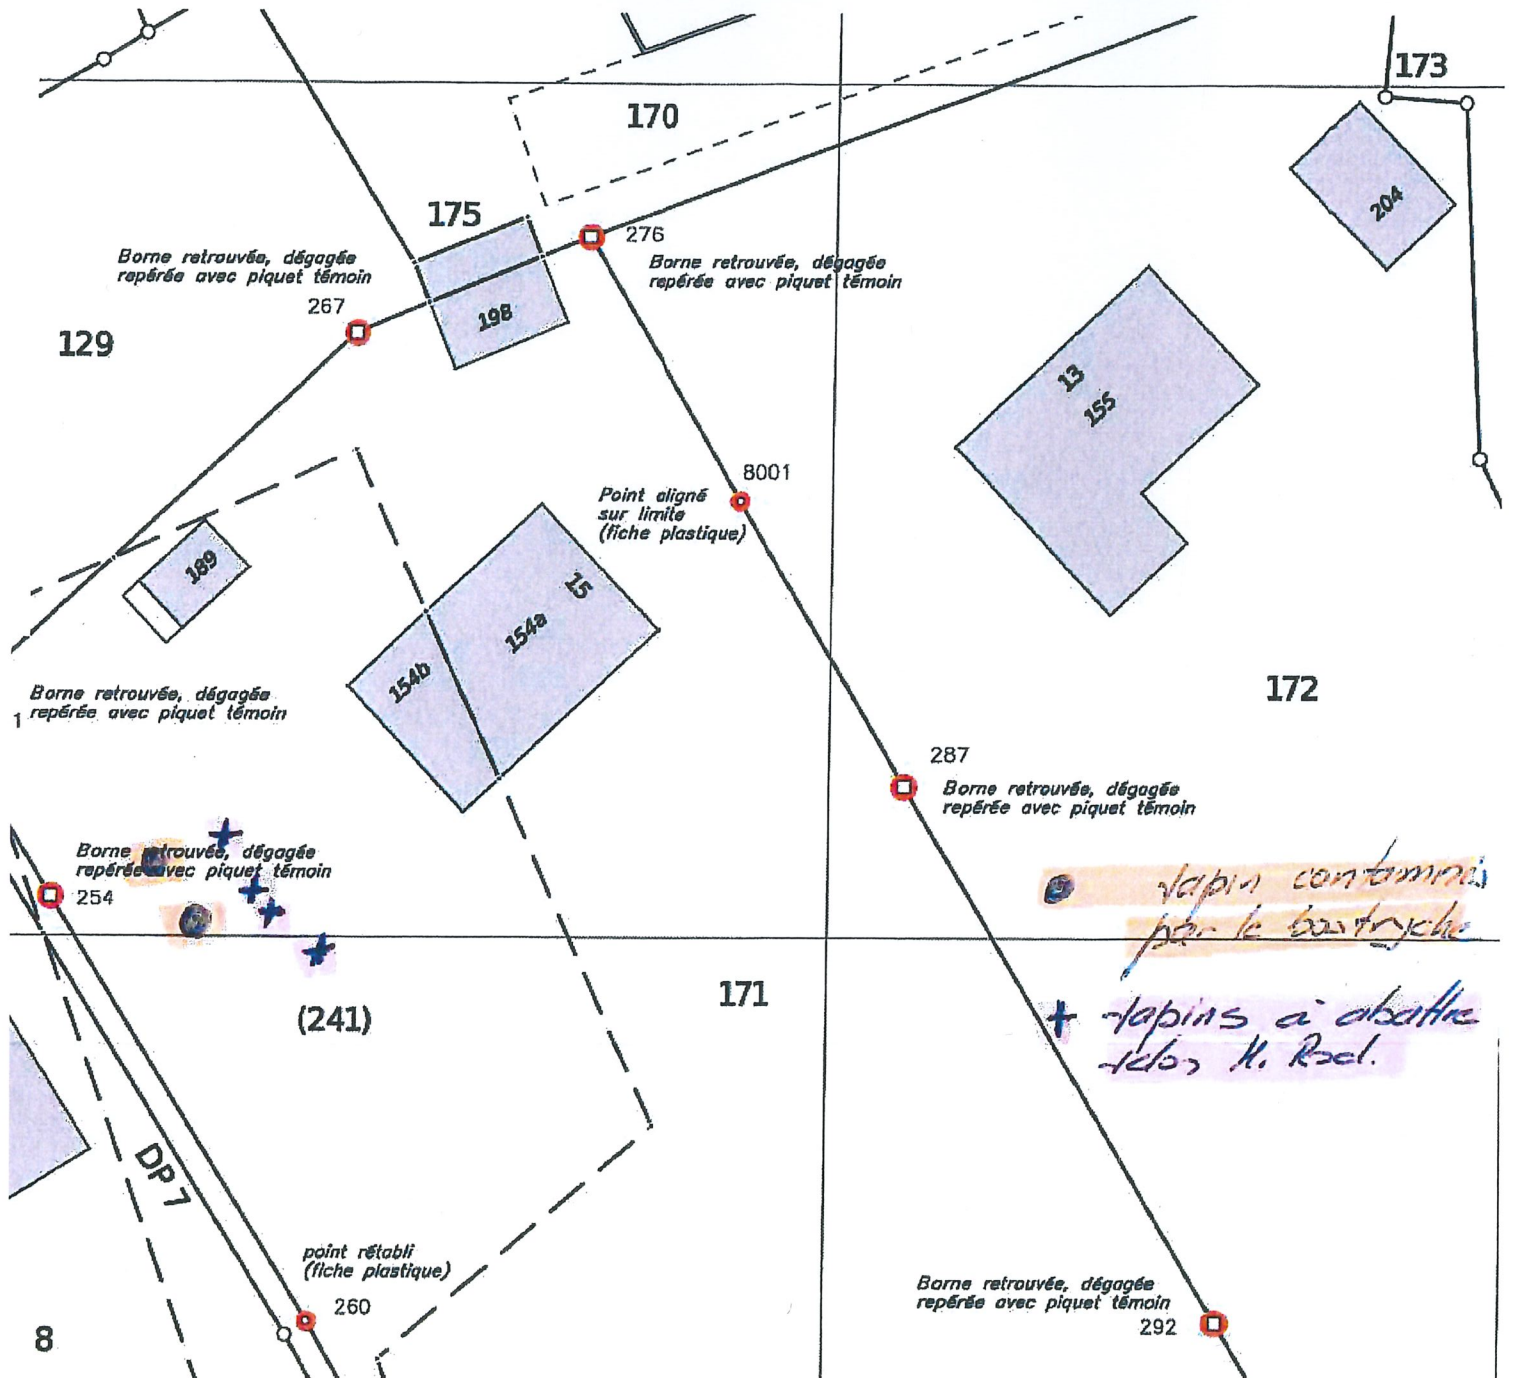 173
170
204
175
276
Borne retrouvée, dégagée
repérée avec piquet témoin
Borne retrouvée, dégagée
repérée avec piquet témoin
267
198
129
13
155
8001
Point aligné
sur limite
(fiche plastique)
189
15
154a
154b
172
Borne retrouvée, dégagée
repérée avec piquet témoin
1
287
Borne retrouvée, dégagée
repérée avec piquet témoin
Borne retrouvée, dégagée
repérée avec piquet témoin
254
sapin contaminés
par le bostryche
171
(241)
sapins à abattre
selon M.
DP 7
point rétabli
(fiche plastique)
260
Borne retrouvée, dégagée
repérée avec piquet témoin
292
8